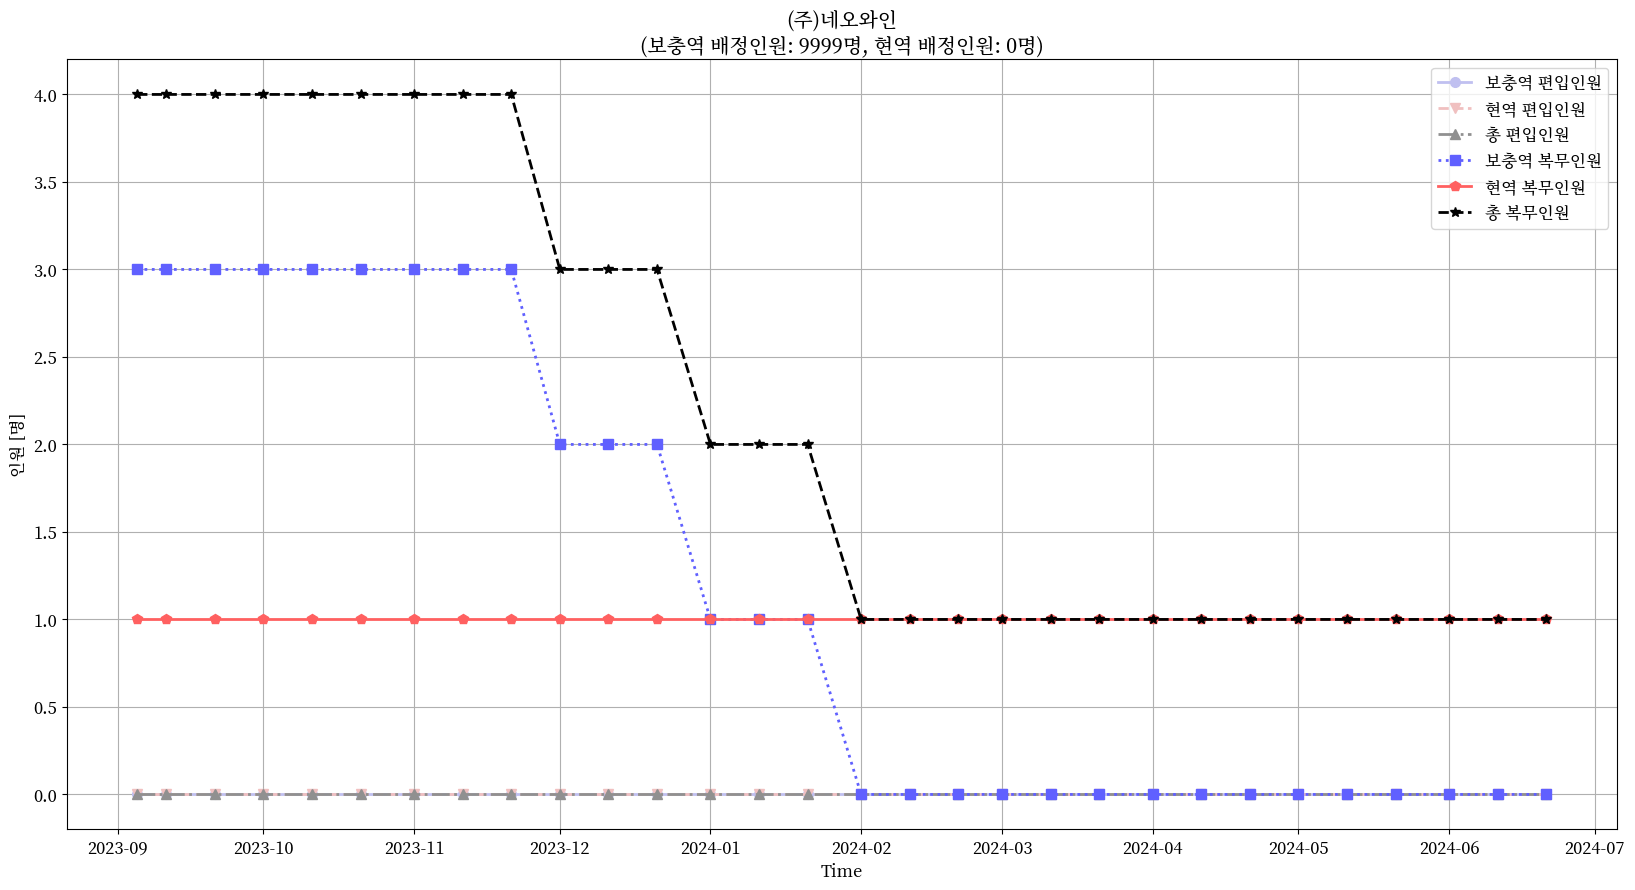 (주)네오와인
(보충역 배정인원: 9999명, 현역 배정인원: 0명)
보충역 편입인원
현역 편입인원
총 편입인원
보충역 복무인원
현역 복무인원
총 복무인원
인원 [명]
4.0
3.5
3.0
2.5
2.0
1.5
1.0
0.5
0.0
2023-09 2023-10 2023-11 2023-12 2024-01 2024-02 2024-03 2024-04 2024-05 2024-06 2024-07
Time